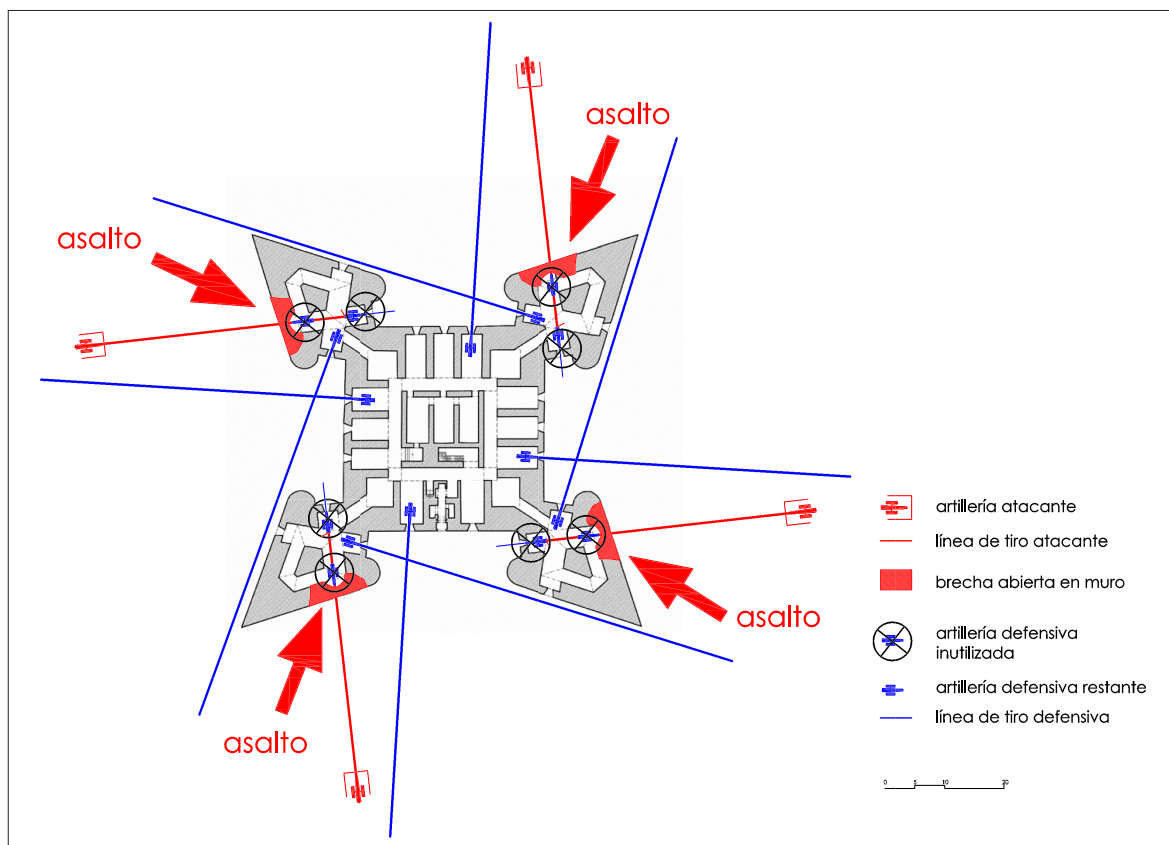 asalto
asalto
artillería atacante
línea de tiro atacante
brecha abierta en muro
asalto
artillería defensiva
inutilizada
artillería defensiva restante
línea de tiro defensiva
asalto
0 5 10 20